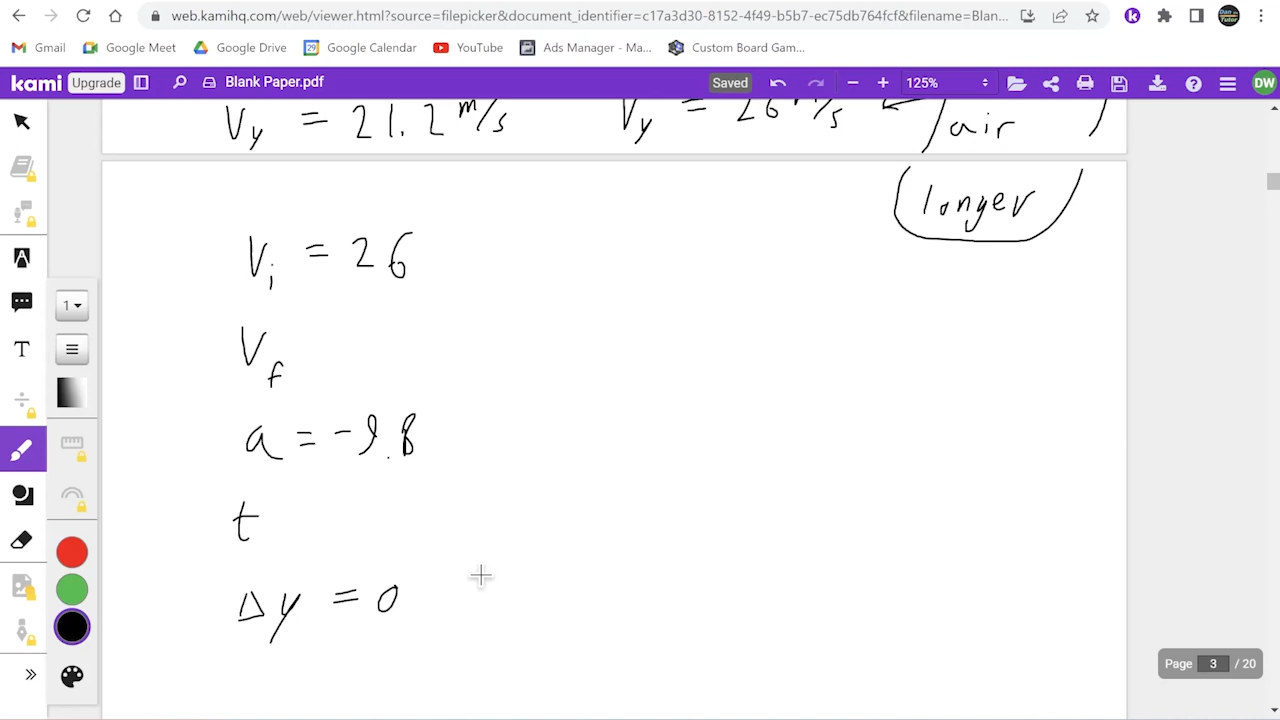 web.kamihq.com/web/viewer.html?source=filepicker&document_identifier=c17a3d30-8152-4f49-b5b7-ec75db764fcf&filename=Blan...
Gmail Google Meet Google Drive Google Calendar YouTube Ads Manager - Ma... Custom Board Gam...
kami Upgrade Blank Paper.pdf Saved 125% DW
Vy = 21.2 m/s Vy = 26 m/s air
longer
Vi = 26
Vf
a = -9.8
t
Δy = 0
1
T
Page 3 / 20